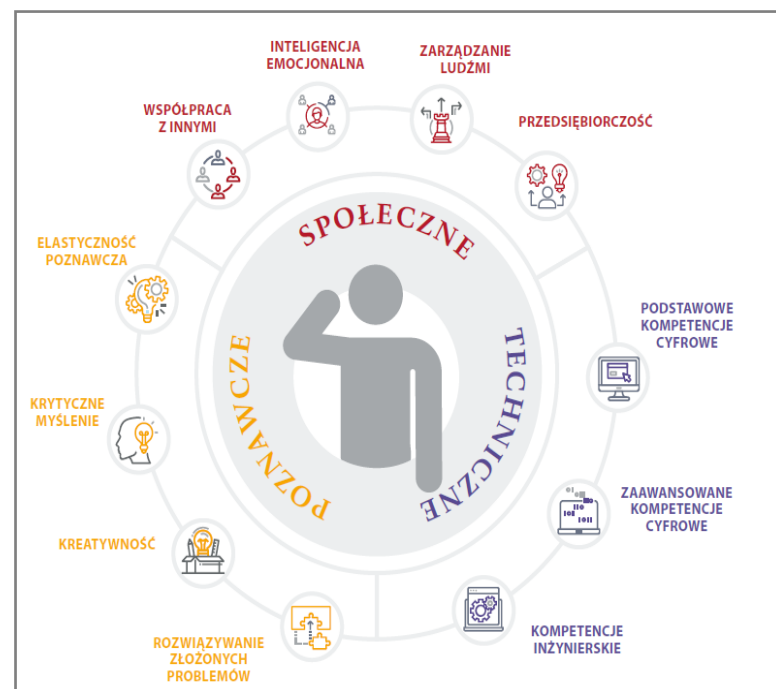 INTELIGENCJA
EMOCJONALNA
ZARZĄDZANIE
LUDŹMI
WSPÓŁPRACA
Z INNYMI
PRZEDSIĘBIORCZOŚĆ
SPOŁECZNE
ELASTYCZNOŚĆ
POZNAWCZA
PODSTAWOWE
KOMPETENCJE
CYFROWE
TECHNICZNE
POZNAWCZE
KRYTYCZNE
MYŚLENIE
ZAAWANSOWANE
KOMPETENCJE
CYFROWE
KREATYWNOŚĆ
KOMPETENCJE
INŻYNIERSKIE
ROZWIĄZYWANIE
ZŁOŻONYCH
PROBLEMÓW